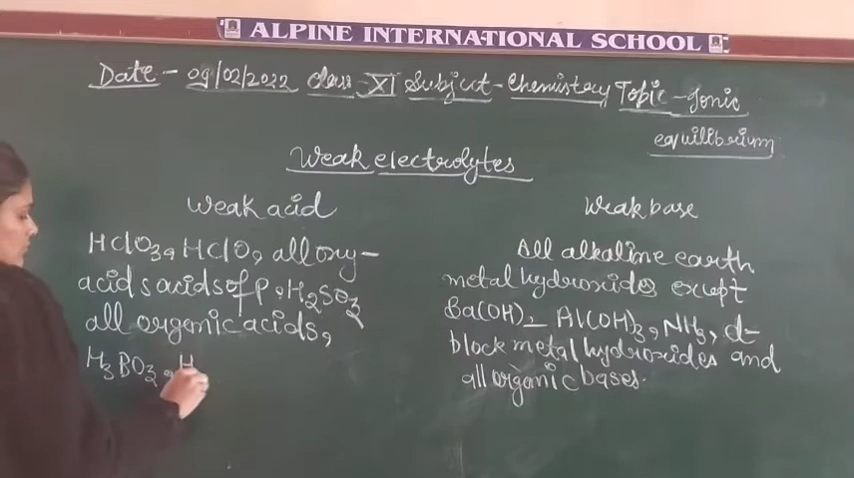 ALPINE INTERNATIONAL SCHOOL
Date - 09/02/2022 class - XI Subject - Chemistry Topic - Ionic
equilibrium
Weak electrolytes
Weak acid
HClO3, HClO, all oxy-
acids acids of P, H2SO3
all organic acids,
H3BO3, H
Weak base
All alkaline earth
metal hydroxides except
Ba(OH)2 Al(OH)3, NH3, d-
block metal hydroxides and
all organic bases.